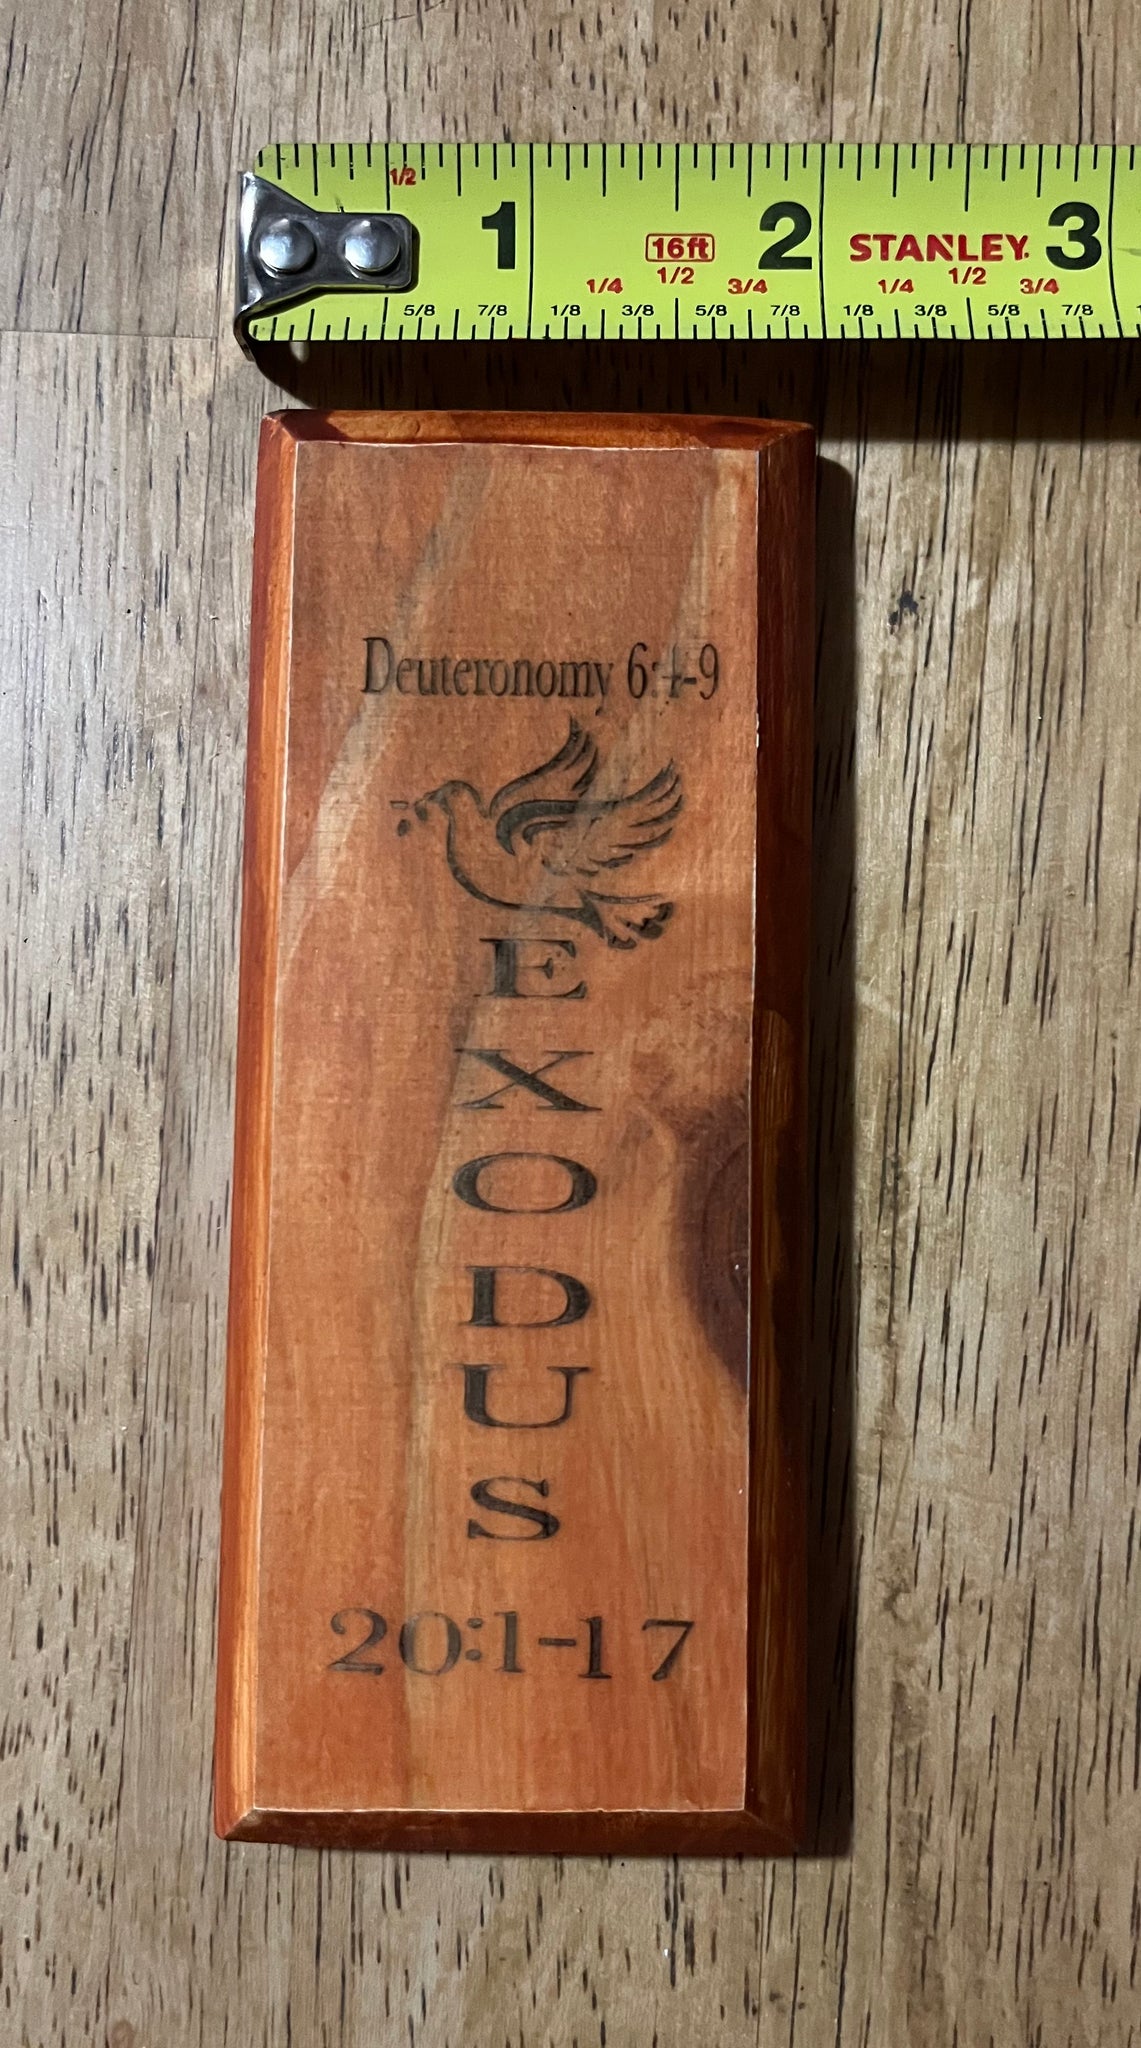 1/2
1 2 3
16ft STANLEY
1/4 1/2 3/4 1/4 1/2 3/4
5/8 7/8 1/8 3/8 5/8 7/8 1/8 3/8 5/8 7/8
Deuteronomy 6:4-9
E
X
O
D
U
S
20:1-17